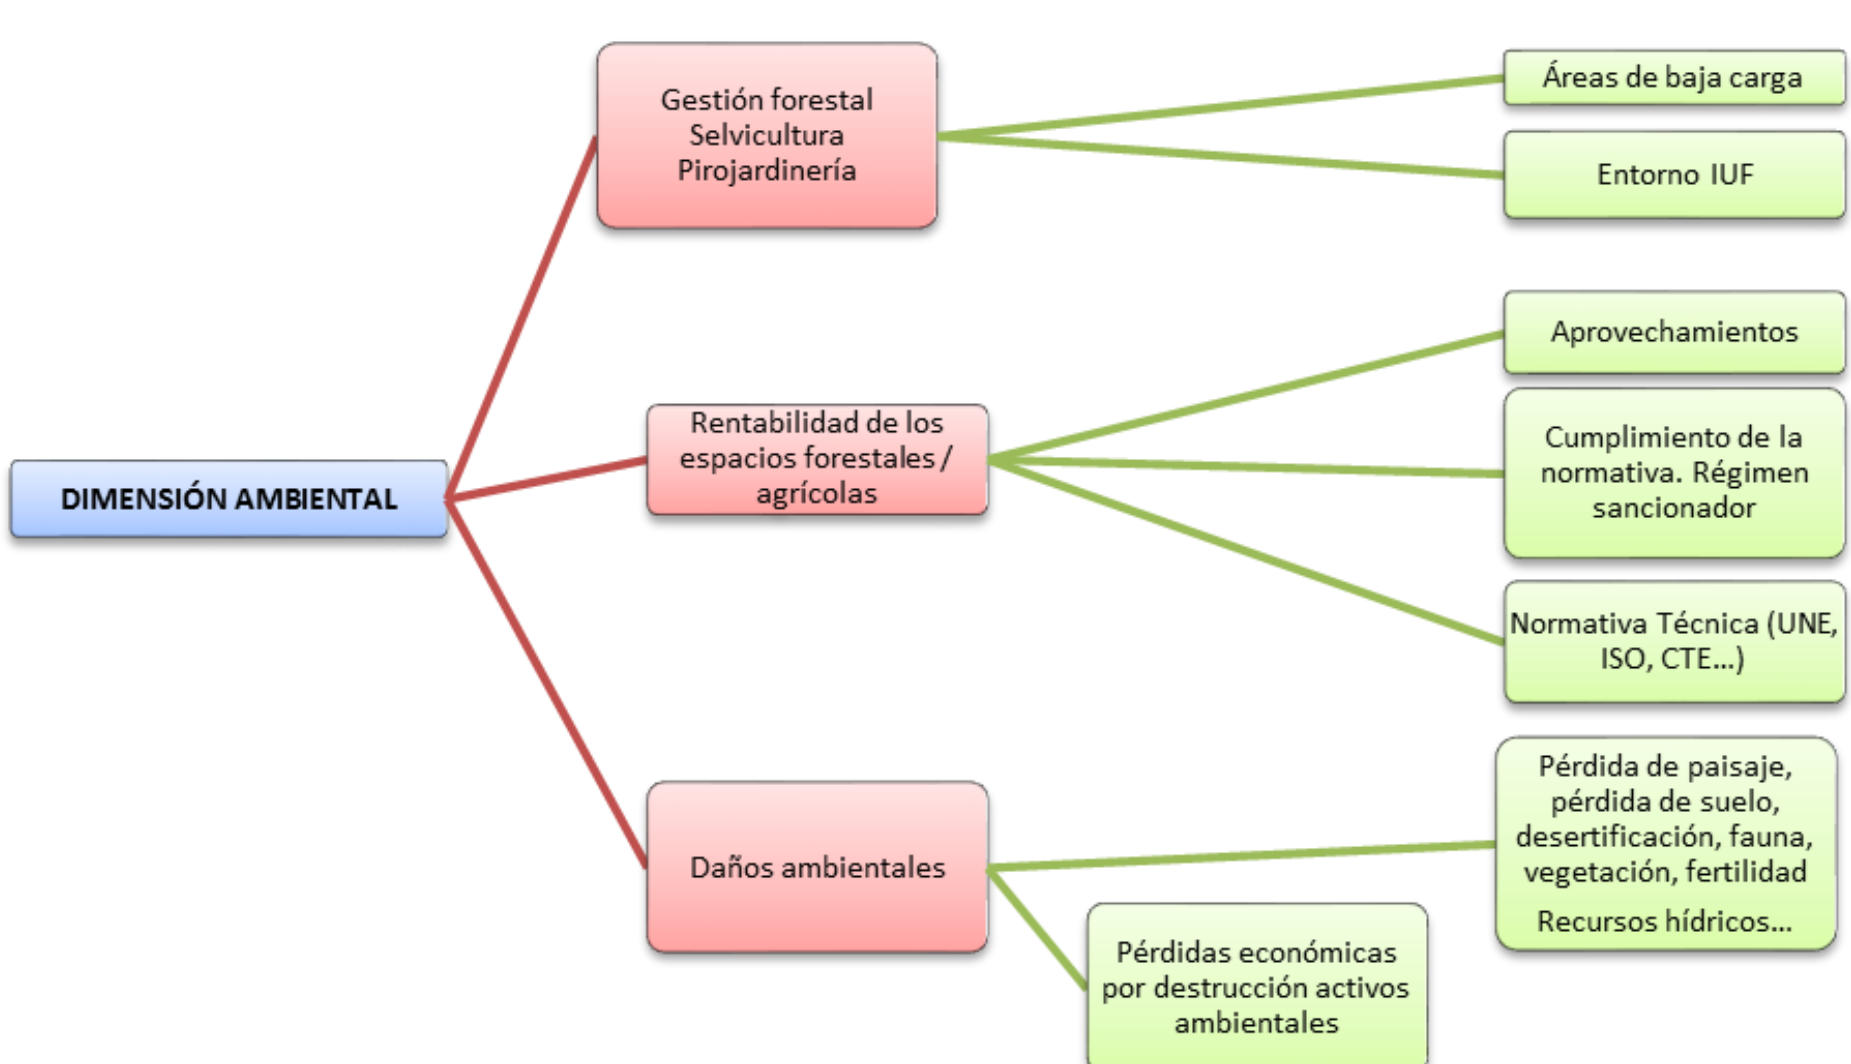 Gestión forestal
Selvicultura
Pirojardinería
Áreas de baja carga
Entorno IUF
DIMENSIÓN AMBIENTAL
Rentabilidad de los
espacios forestales /
agrícolas
Aprovechamientos
Cumplimiento de la
normativa. Régimen
sancionador
Normativa Técnica (UNE,
ISO, CTE...)
Daños ambientales
Pérdida de paisaje,
pérdida de suelo,
desertificación, fauna,
vegetación, fertilidad
Recursos hídricos...
Pérdidas económicas
por destrucción activos
ambientales